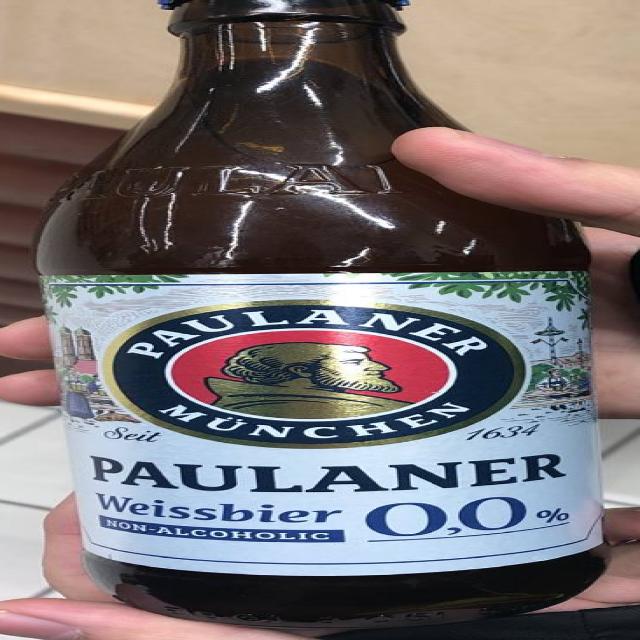 PAULANER
MÜNCHEN
Seit 1634
PAULANER
Weissbier
NON-ALCOHOLIC
0,0 %